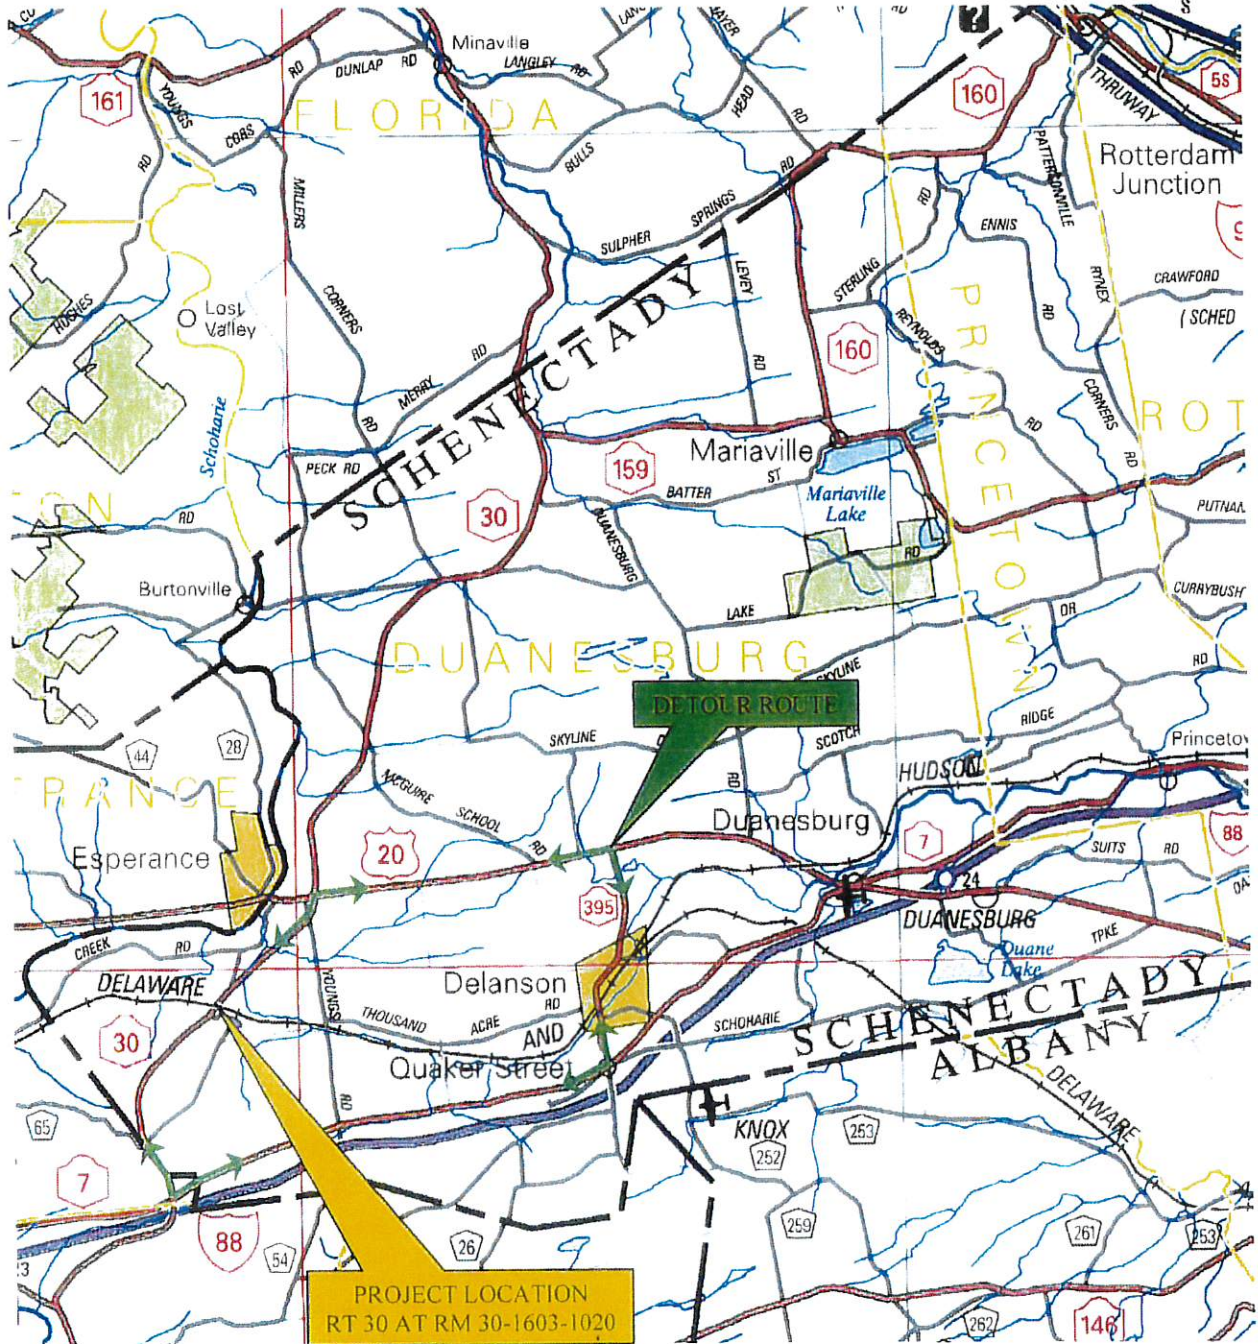 Minaville
LANGLEY
RD
DUNLAP
RD
RD
161
YOUNGS
CORS
FLORIDA
BULLS
HEAD
RD
160
5S
THRUWAY
PATTERSONVILLE
Rotterdam
Junction
RD
MILLERS
SULPHER
SPRINGS
RD
RD
ENNIS
HUGHES
Lost
Valley
CORNERS
SCHENECTADY
LEVEY
RD
STERLING
REYNOLDS
RD
RYNEX
CRAWFORD
(SCHED
160
PRINCETOWN
CORNERS
RD
ROT
MERRY
RD
RD
Schoharie
PECK RD
159
Mariaville
BATTER
ST
Mariaville
Lake
RD
30
RD
DUANESBURG
RD
PUTNAM
Burtonville
LAKE
DR
CURRYBUSH
RD
DUANESBURG
SKYLINE
DETOUR ROUTE
44
28
SKYLINE
SCOTCH
RIDGE
RD
Princetow
HUDSON
TRANCE
MCGUIRE
SCHOOL
RD
Duanesburg
7
88
Esperance
20
SUITS
RD
395
24
DUANESBURG
TPKE
CREEK
RD
Duane
Lake
DELAWARE
YOUNGS
Delanson
RD
THOUSAND
ACRE
AND
SCHOHARIE
SCHENECTADY
ALBANY
30
Quaker Street
DELAWARE
65
RD
KNOX
252
253
7
88
54
26
259
261
253
PROJECT LOCATION
RT 30 AT RM 30-1603-1020
262
146